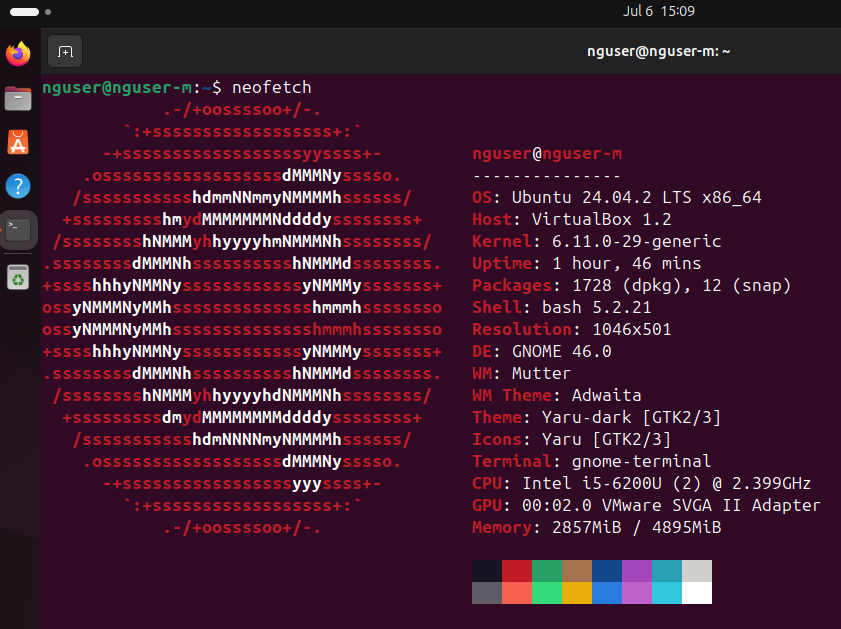 Jul 6 15:09
nguser@nguser-m: ~
nguser@nguser-m:~$ neofetch
            .-/+oossssoo+/-.
        `:+ssssssssssssssssss+:`
      -+ssssssssssssssssssyyssss+-         nguser@nguser-m
    .ossssssssssssssssssdMMMNysssso.       ---------------
   /ssssssssssshdmmNNmmyNMMMMhssssss/      OS: Ubuntu 24.04.2 LTS x86_64
  +ssssssssshmydMMMMMMMNddddyssssssss+     Host: VirtualBox 1.2
 /sssssssshNMMMyhhyyyyhmNMMMNhssssssss/    Kernel: 6.11.0-29-generic
.ssssssssdMMMNhsssssssssshNMMMdssssssss.   Uptime: 1 hour, 46 mins
+sssshhhyNMMNyssssssssssssyNMMMysssssss+   Packages: 1728 (dpkg), 12 (snap)
ossyNMMMNyMMhsssssssssssssshmmmhssssssso   Shell: bash 5.2.21
ossyNMMMNyMMhsssssssssssssshmmmhssssssso   Resolution: 1046x501
+sssshhhyNMMNyssssssssssssyNMMMysssssss+   DE: GNOME 46.0
.ssssssssdMMMNhsssssssssshNMMMdssssssss.   WM: Mutter
 /sssssssshNMMMyhhyyyyhdNMMMNhssssssss/    WM Theme: Adwaita
  +sssssssssdmydMMMMMMMMddddyssssssss+     Theme: Yaru-dark [GTK2/3]
   /ssssssssssshdmNNNNmyNMMMMhssssss/      Icons: Yaru [GTK2/3]
    .ossssssssssssssssssdMMMNysssso.       Terminal: gnome-terminal
      -+sssssssssssssssssyyyssss+-         CPU: Intel i5-6200U (2) @ 2.399GHz
        `:+ssssssssssssssssss+:`           GPU: 00:02.0 VMware SVGA II Adapter
            .-/+oossssoo+/-.               Memory: 2857MiB / 4895MiB